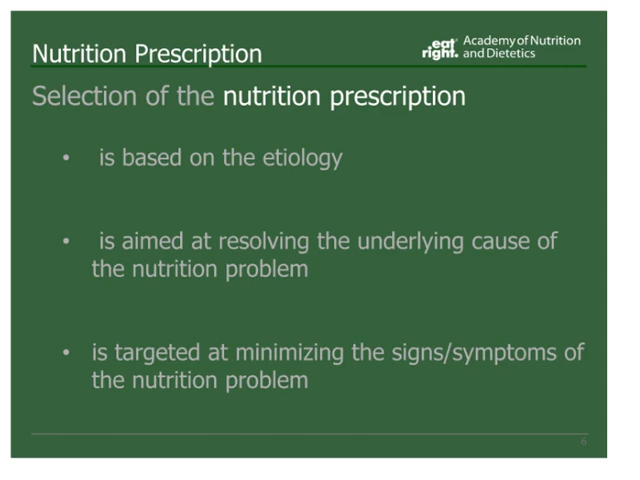 Nutrition Prescription
eat right. Academy of Nutrition and Dietetics
Selection of the nutrition prescription
• is based on the etiology
• is aimed at resolving the underlying cause of
the nutrition problem
• is targeted at minimizing the signs/symptoms of
the nutrition problem
6